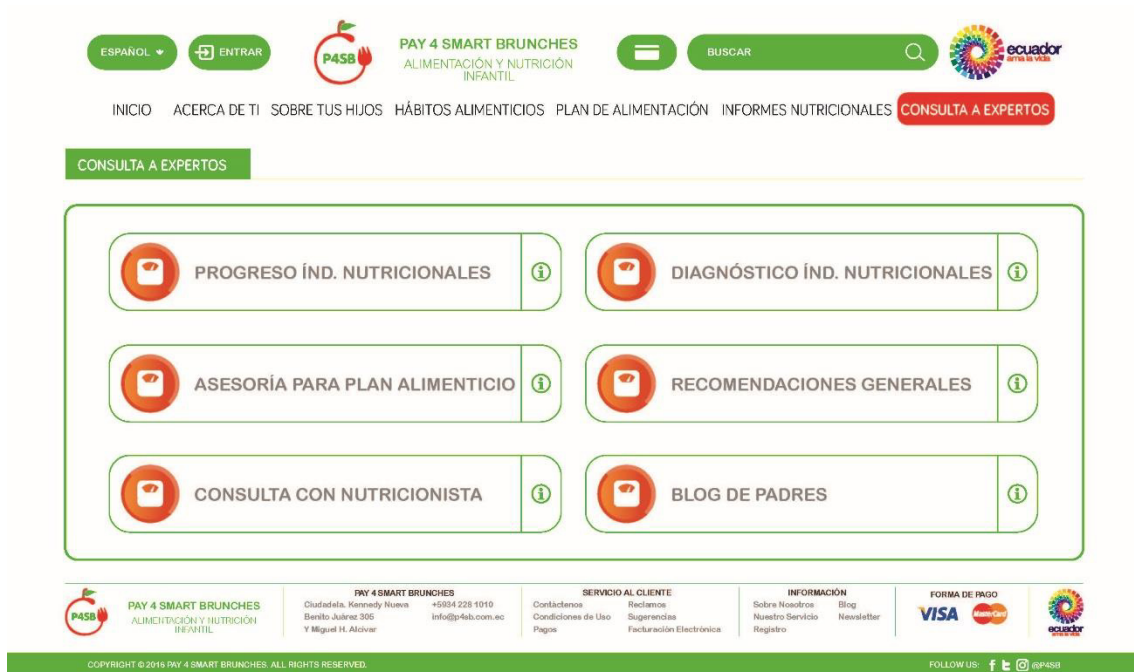 ESPAÑOL
ENTRAR
P4SB
PAY 4 SMART BRUNCHES
ALIMENTACIÓN Y NUTRICIÓN
INFANTIL
BUSCAR
ecuador
ama la vida
INICIO
ACERCA DE TI
SOBRE TUS HIJOS
HÁBITOS ALIMENTICIOS
PLAN DE ALIMENTACIÓN
INFORMES NUTRICIONALES
CONSULTA A EXPERTOS
CONSULTA A EXPERTOS
PROGRESO ÍND. NUTRICIONALES
DIAGNÓSTICO ÍND. NUTRICIONALES
ASESORÍA PARA PLAN ALIMENTICIO
RECOMENDACIONES GENERALES
CONSULTA CON NUTRICIONISTA
BLOG DE PADRES
P4SB
PAY 4 SMART BRUNCHES
ALIMENTACIÓN Y NUTRICIÓN
INFANTIL
PAY 4 SMART BRUNCHES
Ciudadela. Kennedy Nueva
Benito Juárez 305
Y Miguel H. Alcivar
+5934 228 1010
info@p4sb.com.ec
SERVICIO AL CLIENTE
Contáctenos
Condiciones de Uso
Pagos
Reclamos
Sugerencias
Facturación Electrónica
INFORMACIÓN
Sobre Nosotros
Nuestro Servicio
Registro
Blog
Newsletter
FORMA DE PAGO
VISA
MasterCard
ecuador
COPYRIGHT © 2015 PAY 4 SMART BRUNCHES. ALL RIGHTS RESERVED.
FOLLOW US:
@P4SB